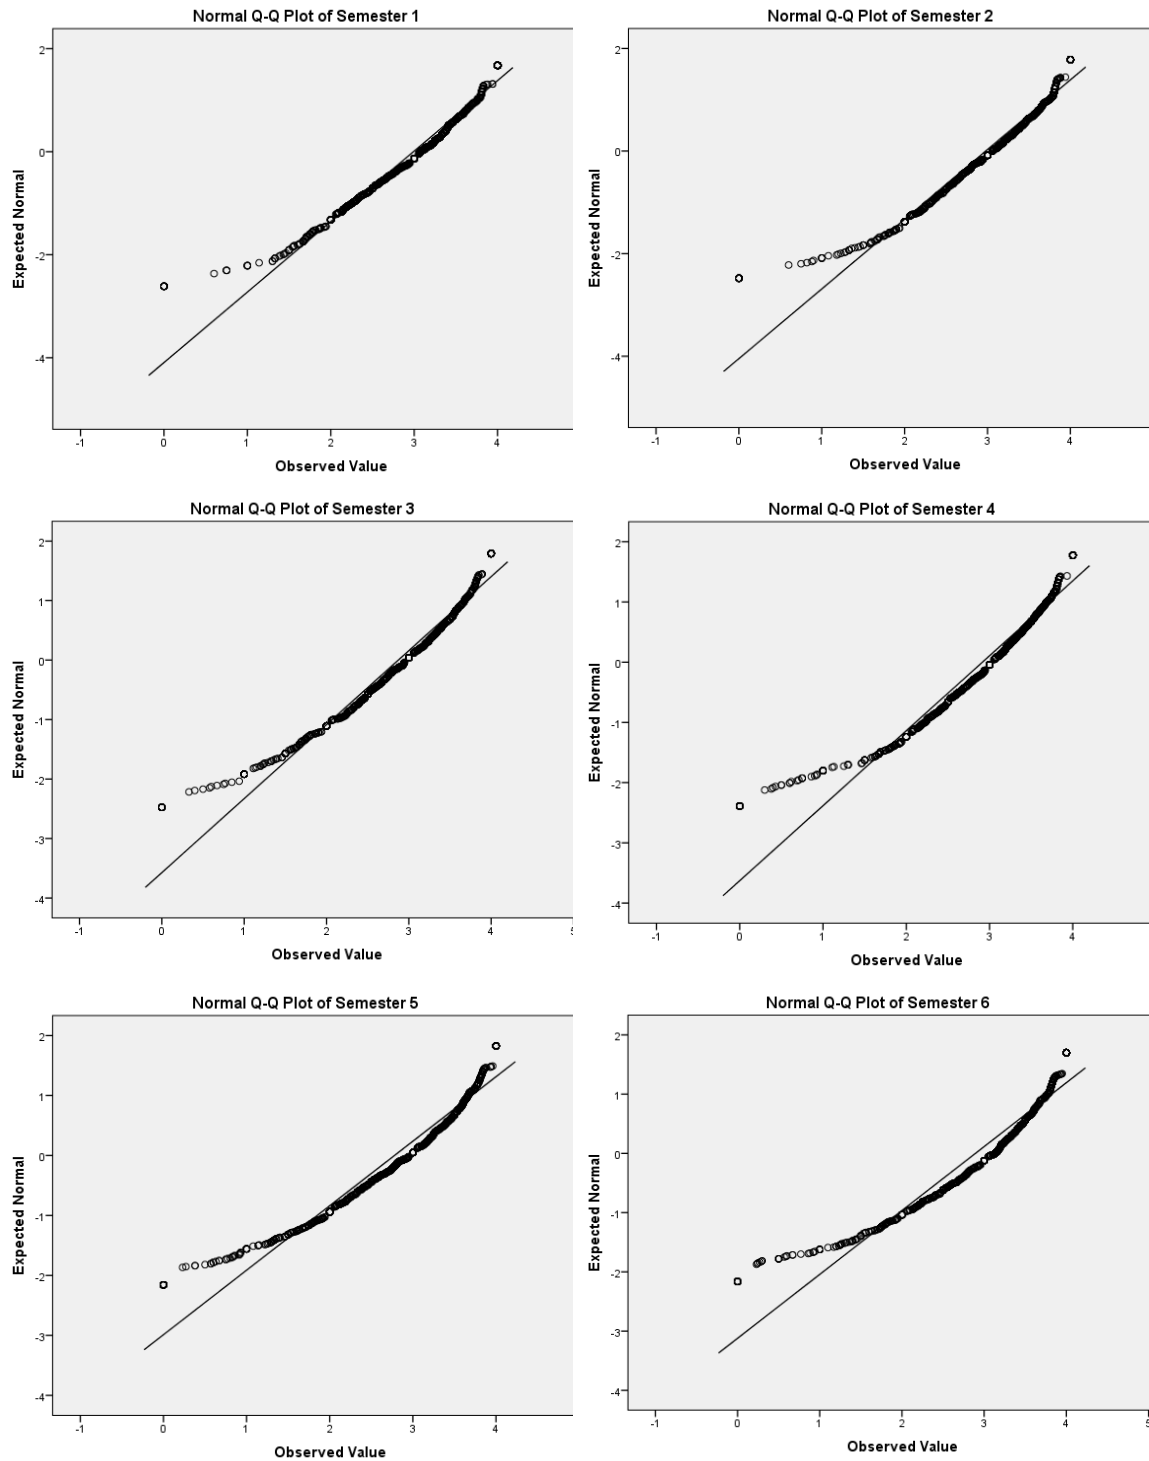 Normal Q-Q Plot of Semester 1
2
0
-2
-4
Expected Normal
-1 0 1 2 3 4
Observed Value
Normal Q-Q Plot of Semester 2
2
0
-2
-4
Expected Normal
-1 0 1 2 3 4 5
Observed Value
Normal Q-Q Plot of Semester 3
2
1
0
-1
-2
-3
-4
Expected Normal
-1 0 1 2 3 4 5
Observed Value
Normal Q-Q Plot of Semester 4
2
1
0
-1
-2
-3
-4
Expected Normal
-1 0 1 2 3 4
Observed Value
Normal Q-Q Plot of Semester 5
2
1
0
-1
-2
-3
-4
Expected Normal
-1 0 1 2 3 4
Observed Value
Normal Q-Q Plot of Semester 6
2
1
0
-1
-2
-3
-4
Expected Normal
-1 0 1 2 3 4 5
Observed Value